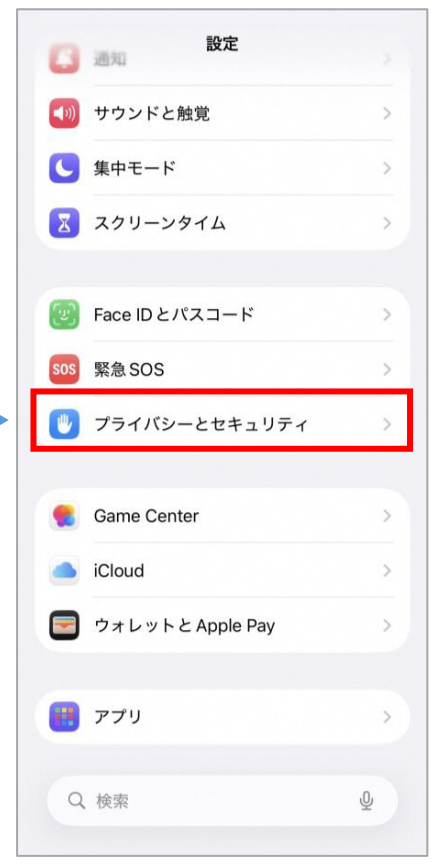 設定
通知
サウンドと触覚
集中モード
スクリーンタイム
Face IDとパスコード
SOS 緊急SOS
プライバシーとセキュリティ
Game Center
iCloud
ウォレットとApple Pay
アプリ
検索